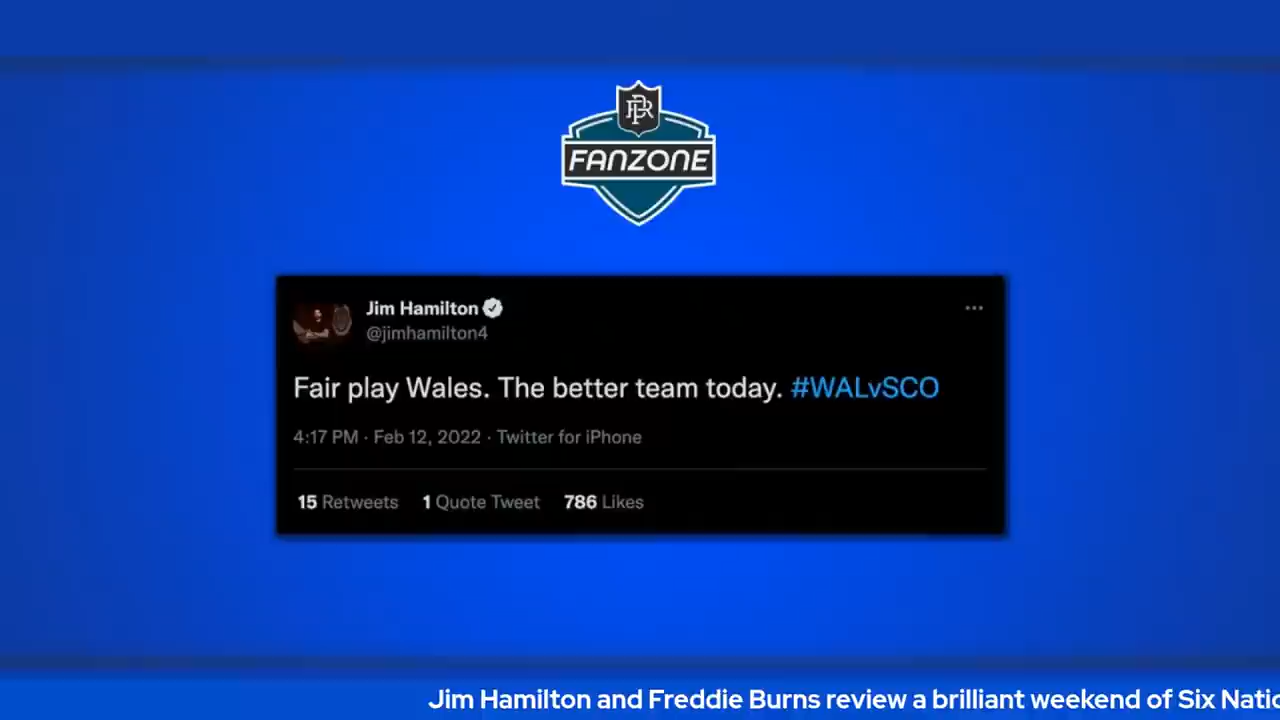 RP
FANZONE
Jim Hamilton
@jimhamilton4
Fair play Wales. The better team today. #WALvSCO
4:17 PM · Feb 12, 2022 · Twitter for iPhone
15 Retweets 1 Quote Tweet 786 Likes
Jim Hamilton and Freddie Burns review a brilliant weekend of Six Natio